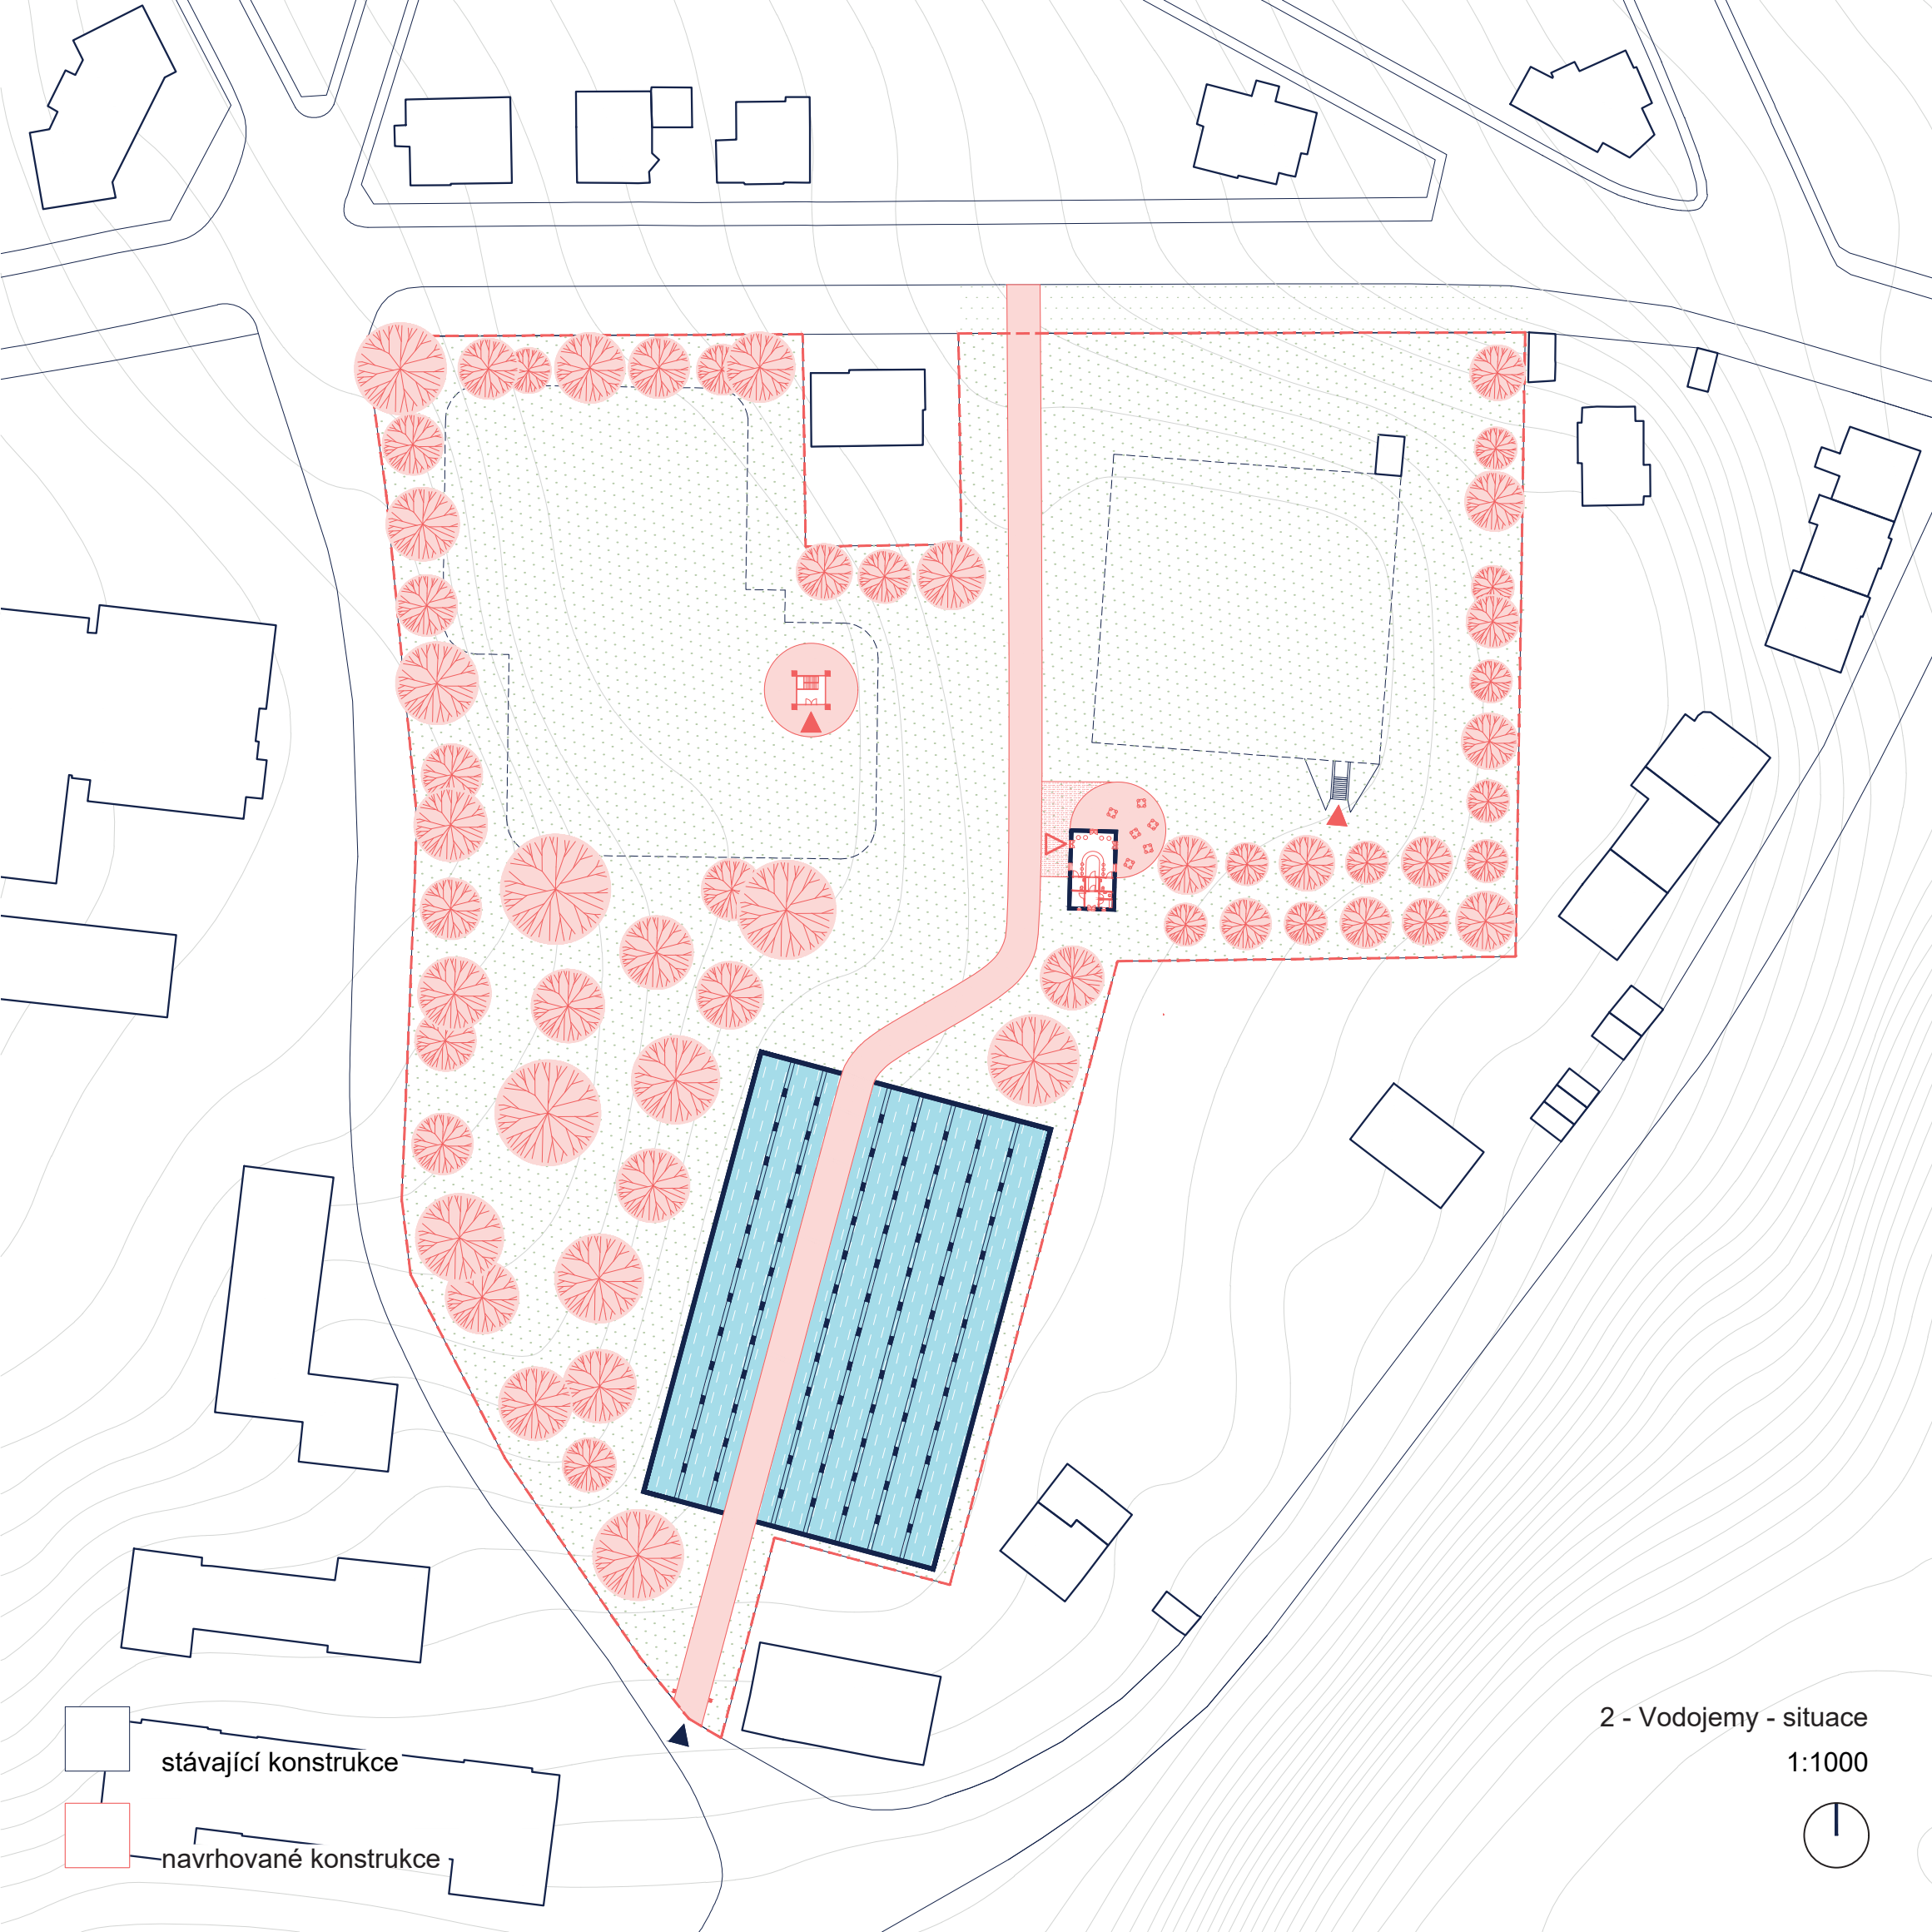 2 - Vodojemy - situace
1:1000
stávající konstrukce
navrhované konstrukce